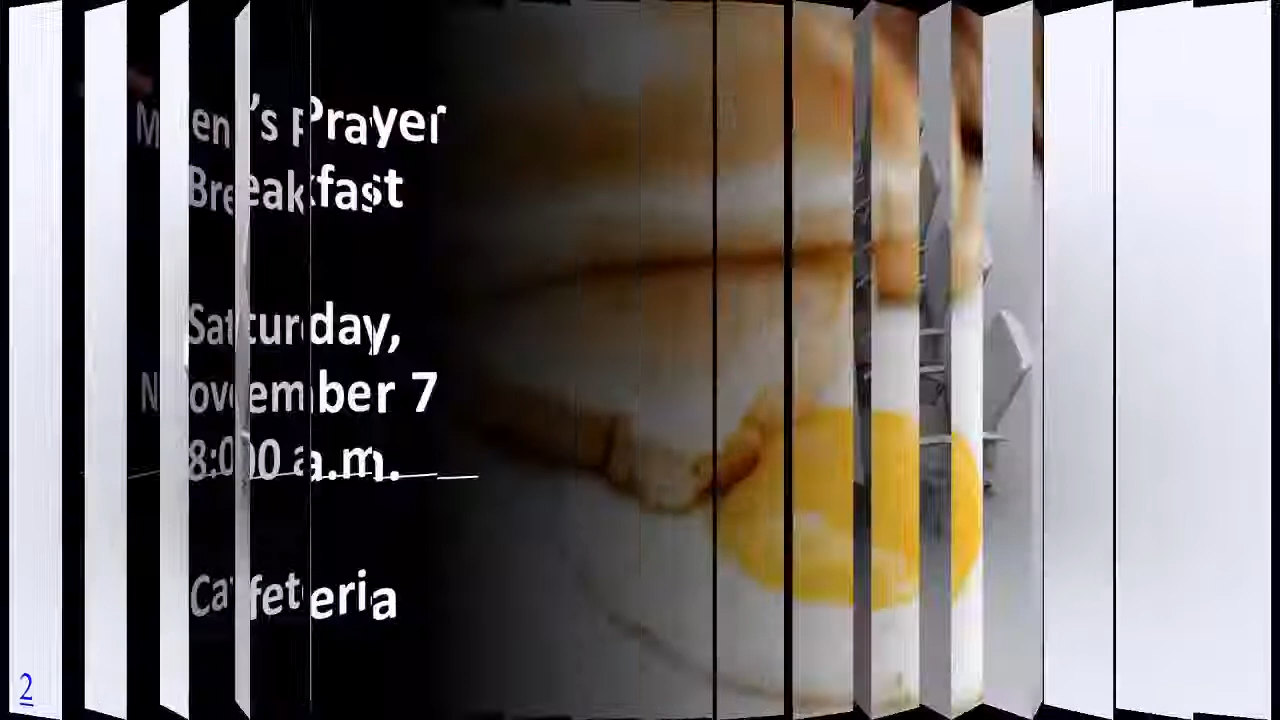 Men's Prayer
Breakfast
Saturday,
November 7
8:00 a.m.
Cafeteria
2